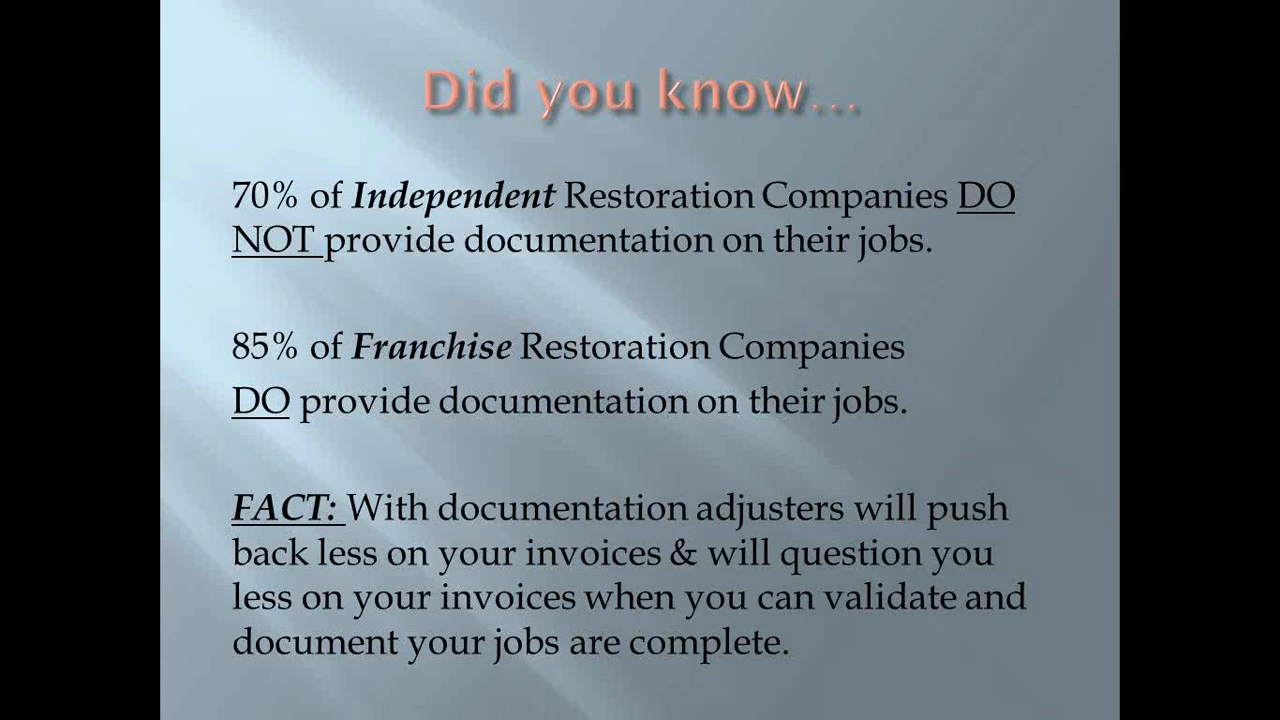 Did you know...
70% of Independent Restoration Companies DO
NOT provide documentation on their jobs.
85% of Franchise Restoration Companies
DO provide documentation on their jobs.
FACT: With documentation adjusters will push
back less on your invoices & will question you
less on your invoices when you can validate and
document your jobs are complete.